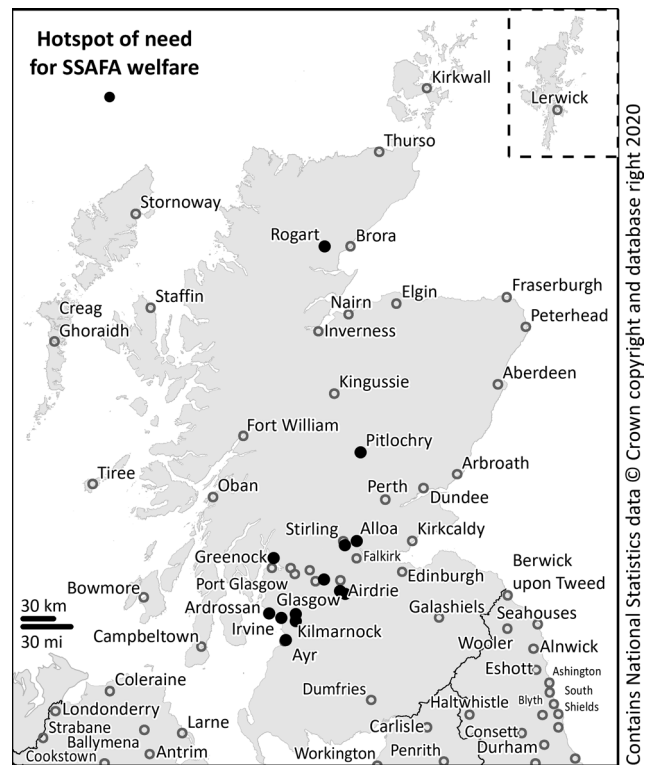 Hotspot of need
for SSAFA welfare
Kirkwall
Lerwick
Thurso
Stornoway
Rogart
Brora
Staffin
Creag
Ghoraidh
Nairn
Elgin
Fraserburgh
Peterhead
Inverness
Aberdeen
Kingussie
Fort William
Pitlochry
Tiree
Oban
Arbroath
Perth
Dundee
Stirling
Alloa
Kirkcaldy
Greenock
Falkirk
Port Glasgow
Edinburgh
Berwick
upon Tweed
Bowmore
Airdrie
Glasgow
Ardrossan
Galashiels
Seahouses
30 km
30 mi
Irvine
Kilmarnock
Campbeltown
Wooler
Alnwick
Ayr
Eshott
Ashington
Coleraine
Dumfries
South
Shields
Blyth
Londonderry
Haltwhistle
Strabane
Larne
Carlisle
Consett
Ballymena
Durham
Cookstown
Antrim
Workington
Penrith
Contains National Statistics data © Crown copyright and database right 2020